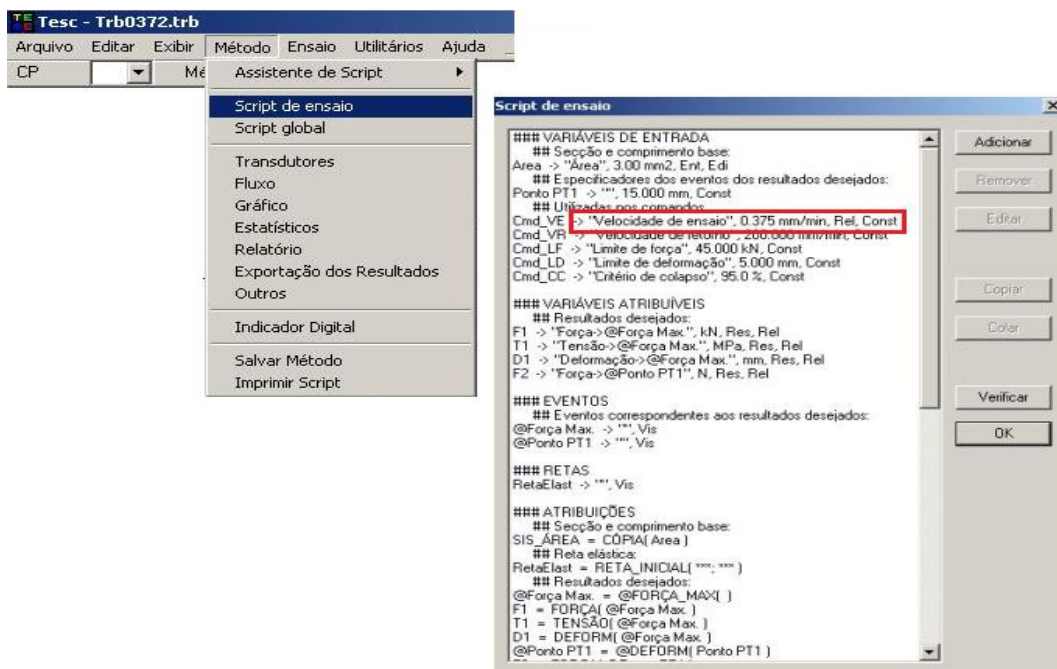 Tesc - Trb0372.trb
Arquivo Editar Exibir Método Ensaio Utilitários Ajuda
CP
Assistente de Script
Script de ensaio
Script global
Transdutores
Fluxo
Gráfico
Estatísticos
Relatório
Exportação dos Resultados
Outros
Indicador Digital
Salvar Método
Imprimir Script
Script de ensaio
### VARIÁVEIS DE ENTRADA
## Secção e comprimento base:
Area -> "Área", 3.00 mm2, Ent, Edi
## Especificadores dos eventos dos resultados desejados:
Ponto PT1 -> "", 15.000 mm, Const
## Utilizadas nos comandos
Cmd_VE -> "Velocidade de ensaio", 0.375 mm/min, Rel, Const
Cmd_VR -> "Velocidade de retorno", 200.000 mm/min, Const
Cmd_LF -> "Limite de força", 45.000 kN, Const
Cmd_LD -> "Limite de deformação", 5.000 mm, Const
Cmd_CC -> "Critério de colapso", 95.0 %, Const
### VARIÁVEIS ATRIBUÍVEIS
## Resultados desejados:
F1 -> "Força->@Força Max.", kN, Res, Rel
T1 -> "Tensão->@Força Max.", MPa, Res, Rel
D1 -> "Deformação->@Força Max.", mm, Res, Rel
F2 -> "Força->@Ponto PT1", N, Res, Rel
### EVENTOS
## Eventos correspondentes aos resultados desejados:
@Força Max. -> "", Vis
@Ponto PT1 -> "", Vis
### RETAS
RetaElast -> "", Vis
### ATRIBUIÇÕES
## Secção e comprimento base:
SIS_ÁREA = CÓPIA( Area )
## Reta elástica:
RetaElast = RETA_INICIAL( ***; *** )
## Resultados desejados:
@Força Max. = @FORÇA_MAX( )
F1 = FORÇA( @Força Max. )
T1 = TENSÃO( @Força Max. )
D1 = DEFORM( @Força Max. )
@Ponto PT1 = @DEFORM( Ponto PT1 )
Adicionar
Remover
Editar
Copiar
Colar
Verificar
OK